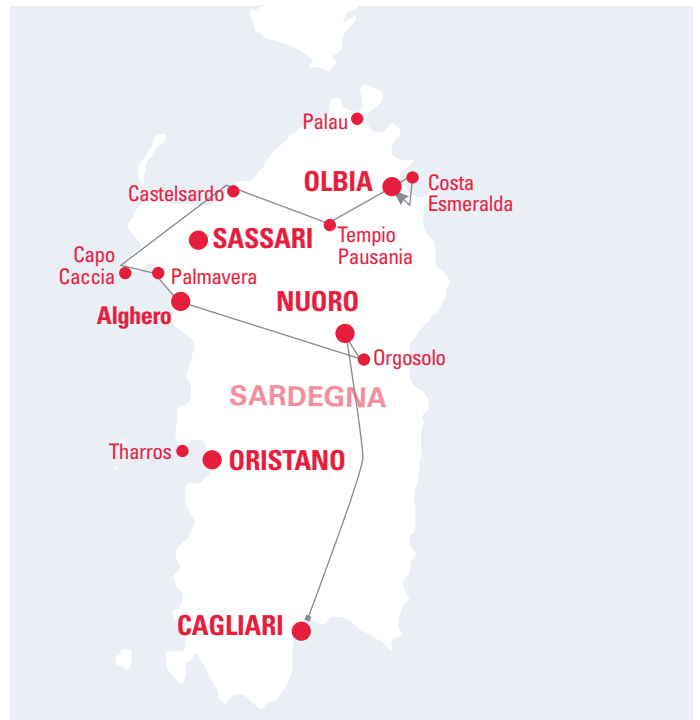 Palau
OLBIA
Costa
Esmeralda
Castelsardo
SASSARI
Tempio
Pausania
Capo
Caccia
Palmavera
Alghero
NUORO
Orgosolo
SARDEGNA
Tharros
ORISTANO
CAGLIARI